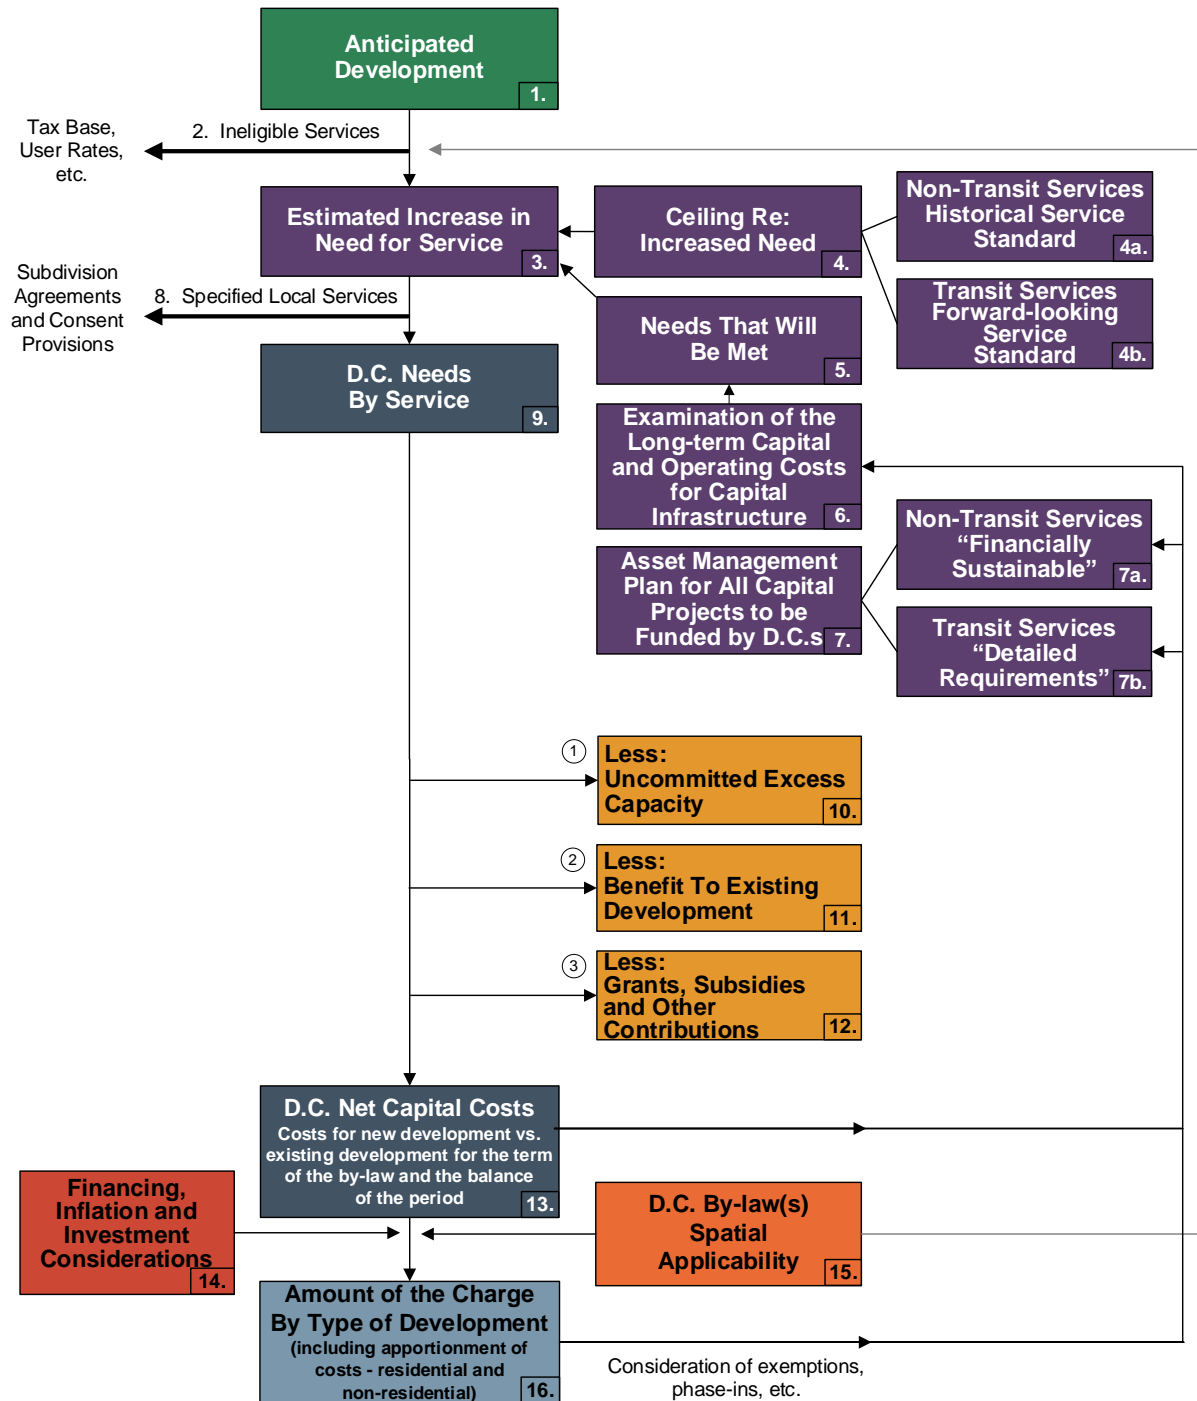 Anticipated
Development
1.
Tax Base,
User Rates,
etc.
2.  Ineligible Services
Estimated Increase in
Need for Service
3.
Ceiling Re:
Increased Need
4.
Non-Transit Services
Historical Service
Standard
4a.
Transit Services
Forward-looking
Service
Standard
4b.
Subdivision
Agreements
and Consent
Provisions
8.  Specified Local Services
Needs That Will
Be Met
5.
D.C. Needs
By Service
9.
Examination of the
Long-term Capital
and Operating Costs
for Capital
Infrastructure
6.
Asset Management
Plan for All Capital
Projects to be
Funded by D.C.s
7.
Non-Transit Services
“Financially
Sustainable”
7a.
Transit Services
“Detailed
Requirements”
7b.
1
Less:
Uncommitted Excess
Capacity
10.
2
Less:
Benefit To Existing
Development
11.
3
Less:
Grants, Subsidies
and Other
Contributions
12.
D.C. Net Capital Costs
Costs for new development vs.
existing development for the term
of the by-law and the balance
of the period
13.
Financing,
Inflation and
Investment
Considerations
14.
D.C. By-law(s)
Spatial
Applicability
15.
Amount of the Charge
By Type of Development
(including apportionment of
costs - residential and
non-residential)
16.
Consideration of exemptions,
phase-ins, etc.